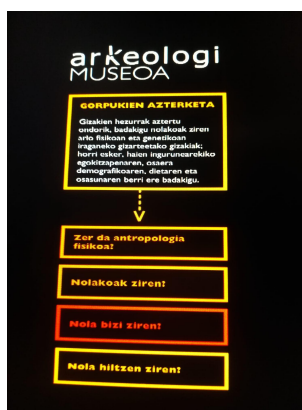 arkeologi
MUSEOA
GORPUKIEN AZTERKETA
Gizakien hezurrak aztertu
ondorik, badakigu nolakoak ziren
arlo fisikoan eta genetikoan
iraganeko gizarteetako gizakiak;
horri esker, haien ingurunearekiko
egokitzapenaren, osaera
demografikoaren, dietaren eta
osasunaren berri ere badakigu.
Zer da antropologia
fisikoa?
Nolakoak ziren?
Nola bizi ziren?
Nola hiltzen ziren?